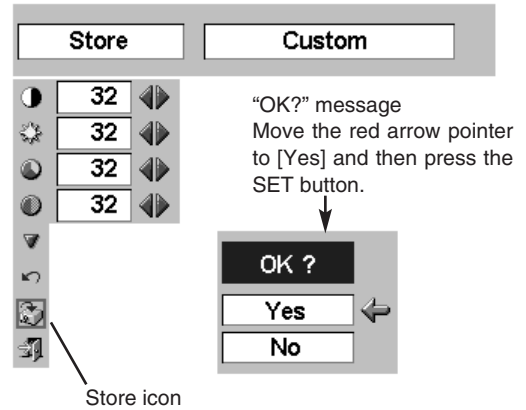 Store Custom
32
32
32
32
“OK?” message
Move the red arrow pointer
to [Yes] and then press the
SET button.
OK ?
Yes
No
Store icon